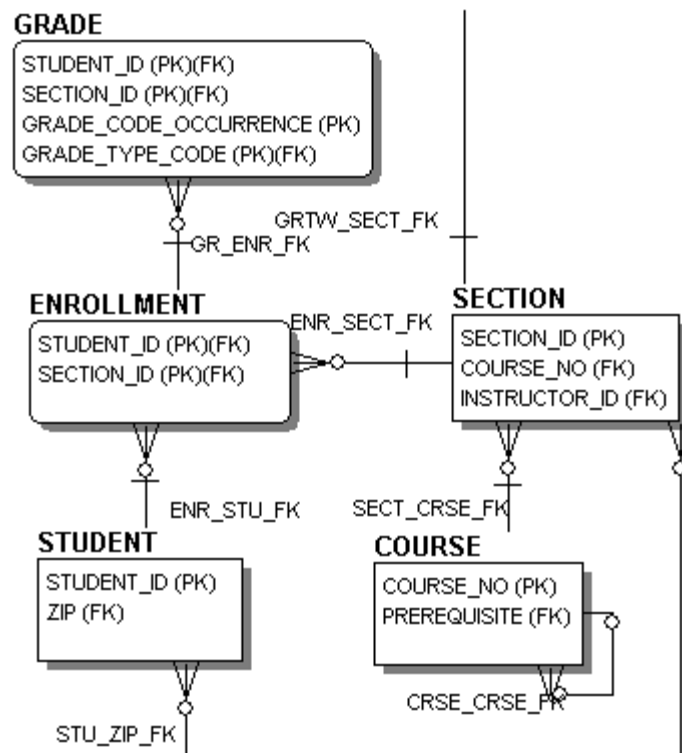 GRADE
STUDENT_ID (PK)(FK)
SECTION_ID (PK)(FK)
GRADE_CODE_OCCURRENCE (PK)
GRADE_TYPE_CODE (PK)(FK)
GRTW_SECT_FK
GR_ENR_FK
ENROLLMENT
STUDENT_ID (PK)(FK)
SECTION_ID (PK)(FK)
ENR_SECT_FK
SECTION
SECTION_ID (PK)
COURSE_NO (FK)
INSTRUCTOR_ID (FK)
ENR_STU_FK
SECT_CRSE_FK
STUDENT
STUDENT_ID (PK)
ZIP (FK)
COURSE
COURSE_NO (PK)
PREREQUISITE (FK)
CRSE_CRSE_FK
STU_ZIP_FK